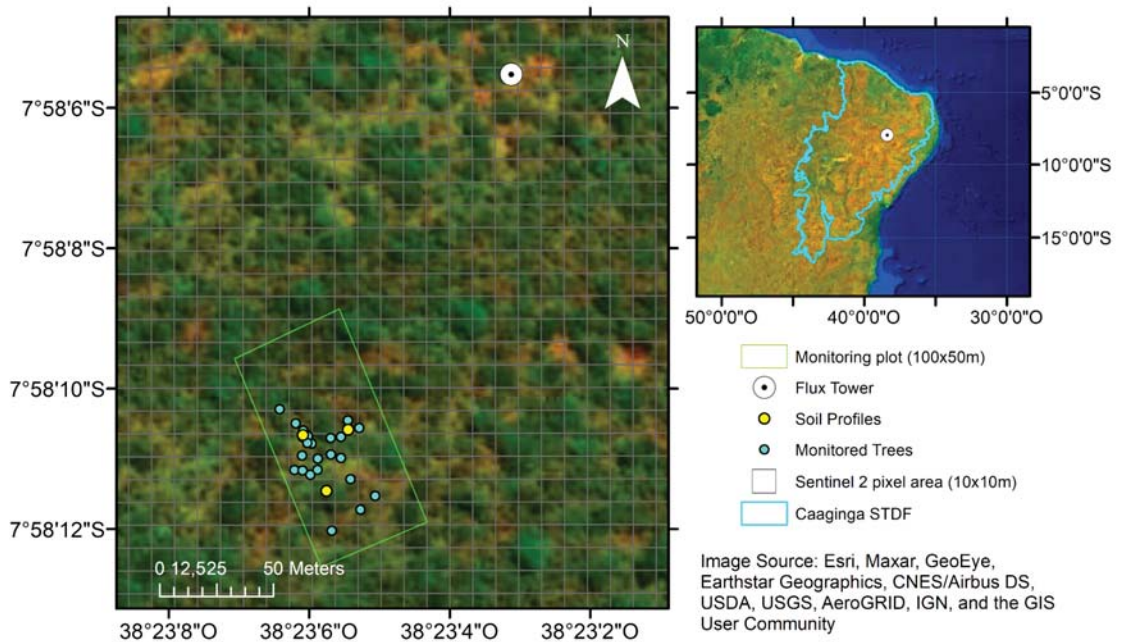 N
7°58'6"S
7°58'8"S
7°58'10"S
7°58'12"S
0 12,525 50 Meters
38°23'8"O 38°23'6"O 38°23'4"O 38°23'2"O
5°0'0"S
10°0'0"S
15°0'0"S
50°0'0"O 40°0'0"O 30°0'0"O
Monitoring plot (100x50m)
Flux Tower
Soil Profiles
Monitored Trees
Sentinel 2 pixel area (10x10m)
Caaginga STDF
Image Source: Esri, Maxar, GeoEye,
Earthstar Geographics, CNES/Airbus DS,
USDA, USGS, AeroGRID, IGN, and the GIS
User Community